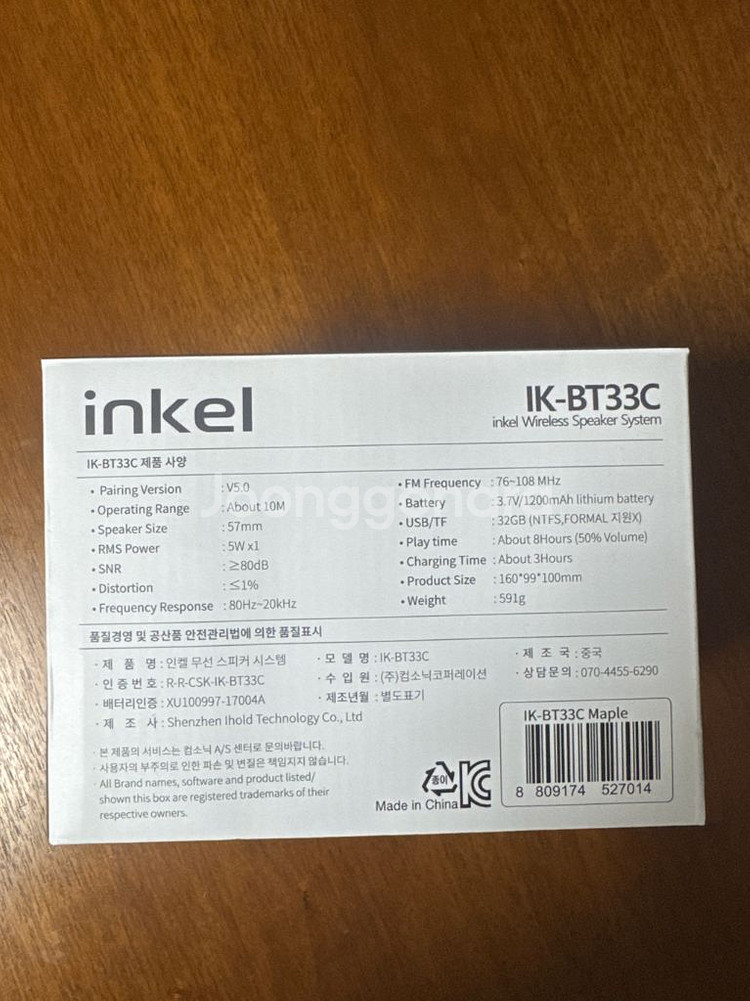 inkel
IK-BT33C
inkel Wireless Speaker System
IK-BT33C 제품 사양
• Pairing Version : V5.0
• Operating Range : About 10M
• Speaker Size : 57mm
• RMS Power : 5W x1
• SNR : ≥80dB
• Distortion : ≤1%
• Frequency Response : 80Hz~20kHz
• FM Frequency : 76~108 MHz
• Battery : 3.7V/1200mAh lithium battery
• USB/TF : 32GB (NTFS,FORMAL 지원X)
• Play time : About 8Hours (50% Volume)
• Charging Time : About 3Hours
• Product Size : 160*99*100mm
• Weight : 591g
품질경영 및 공산품 안전관리법에 의한 품질표시
· 제 품 명 : 인켈 무선 스피커 시스템
· 인 증 번 호 : R-R-CSK-IK-BT33C
· 배터리인증 : XU100997-17004A
· 제 조 사 : Shenzhen Ihold Technology Co., Ltd
· 모 델 명 : IK-BT33C
· 수 입 원 : (주)컴소닉코퍼레이션
· 제조년월 : 별도표기
· 제 조 국 : 중국
· 상담문의 : 070-4455-6290
· 본 제품의 서비스는 컴소닉 A/S 센터로 문의바랍니다.
· 사용자의 부주의로 인한 파손 및 변질은 책임지지 않습니다.
· All Brand names, software and product listed/
shown this box are registered trademarks of their
respective owners.
종이
Made in China
IK-BT33C Maple
8 809174 527014